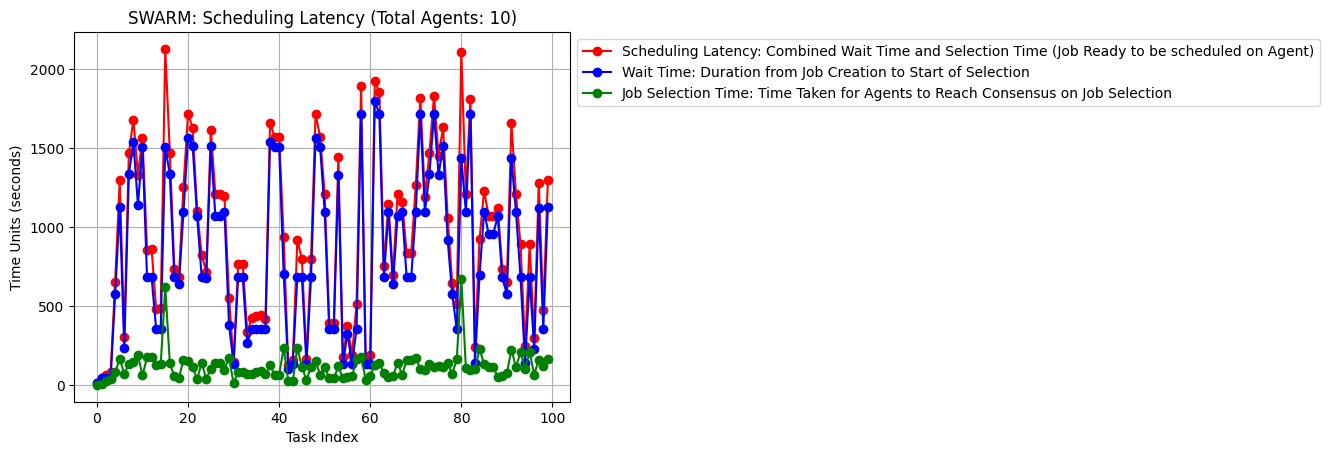 SWARM: Scheduling Latency (Total Agents: 10)
Scheduling Latency: Combined Wait Time and Selection Time (Job Ready to be scheduled on Agent)
Wait Time: Duration from Job Creation to Start of Selection
Job Selection Time: Time Taken for Agents to Reach Consensus on Job Selection
Time Units (seconds)
2000
1500
1000
500
0
0 20 40 60 80 100
Task Index